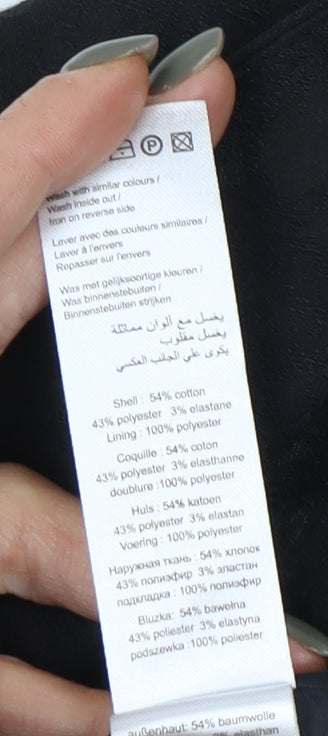 P
Wash with similar colours /
Wash inside out /
Iron on reverse side
Laver avec des couleurs similaires /
Laver à l'envers
Repasser sur l'envers
Was met gelijksoortige kleuren /
Was binnenstebuiten /
Binnenstebuiten strijken
يغسل مع ألوان مماثلة
يغسل مقلوب
يكوى على الجانب العكسي
Shell : 54% cotton
43% polyester 3% elastane
Lining : 100% polyester
Coquille : 54% coton
43% polyester 3% elasthanne
doublure :100% polyester
Huls : 54% katoen
43% polyester 3% elastan
Voering : 100% polyester
Наружная ткань : 54% хлопок
43% полиэфир 3% эластан
подкладка : 100% полиэфир
Bluzka: 54% bawełna
43% poliester 3% elastyna
podszewka :100% poliester
außenhaut: 54% baumwolle
elasthan